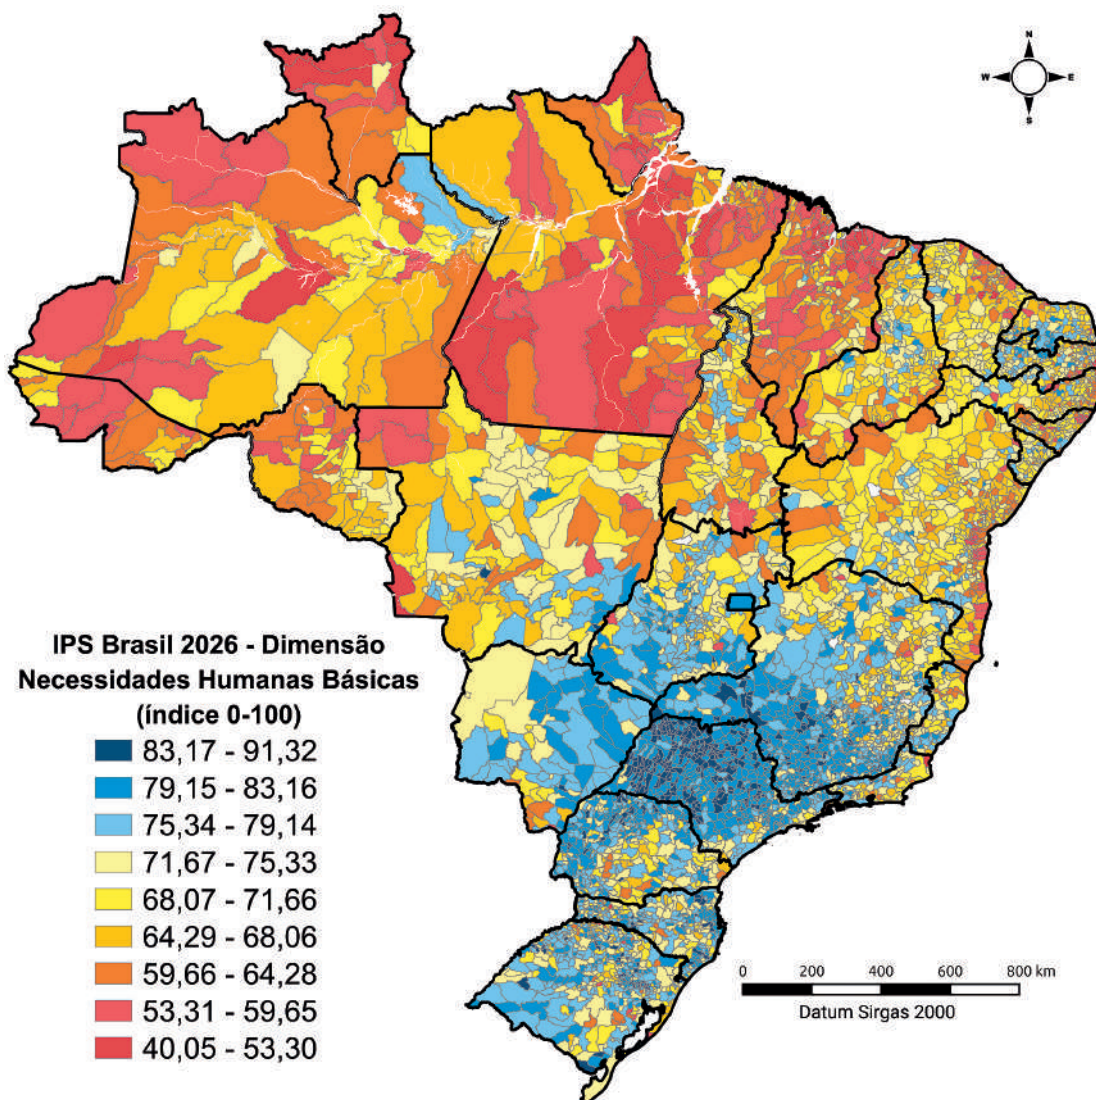 N
W E
S
IPS Brasil 2026 - Dimensão
Necessidades Humanas Básicas
(índice 0-100)
83,17 - 91,32
79,15 - 83,16
75,34 - 79,14
71,67 - 75,33
68,07 - 71,66
64,29 - 68,06
59,66 - 64,28
53,31 - 59,65
40,05 - 53,30
0 200 400 600 800 km
Datum Sirgas 2000